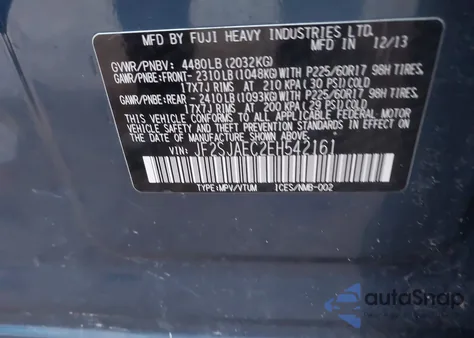 MFD BY FUJI HEAVY INDUSTRIES LTD.
MFD IN 12/13
GVWR/PNBV: 4480LB (2032KG)
GAWR/PNBE:FRONT- 2310LB(1048KG)WITH P225/60R17 98H TIRES.
17X7J RIMS AT 210 KPA (30 PSI)COLD
GAWR/PNBE:REAR - 2410LB(1093KG)WITH P225/60R17 98H TIRES.
17X7J RIMS AT 200 KPA (29 PSI)COLD
THIS VEHICLE CONFORMS TO ALL APPLICABLE FEDERAL MOTOR
VEHICLE SAFETY, BUMPER, AND THEFT PREVENTION STANDARDS
IN EFFECT ON THE DATE OF MANUFACTURE SHOWN ABOVE.
VIN: JF2SJAEC2EH542161
TYPE:MPV/VTUM ICES/NMB-002
autoSnap